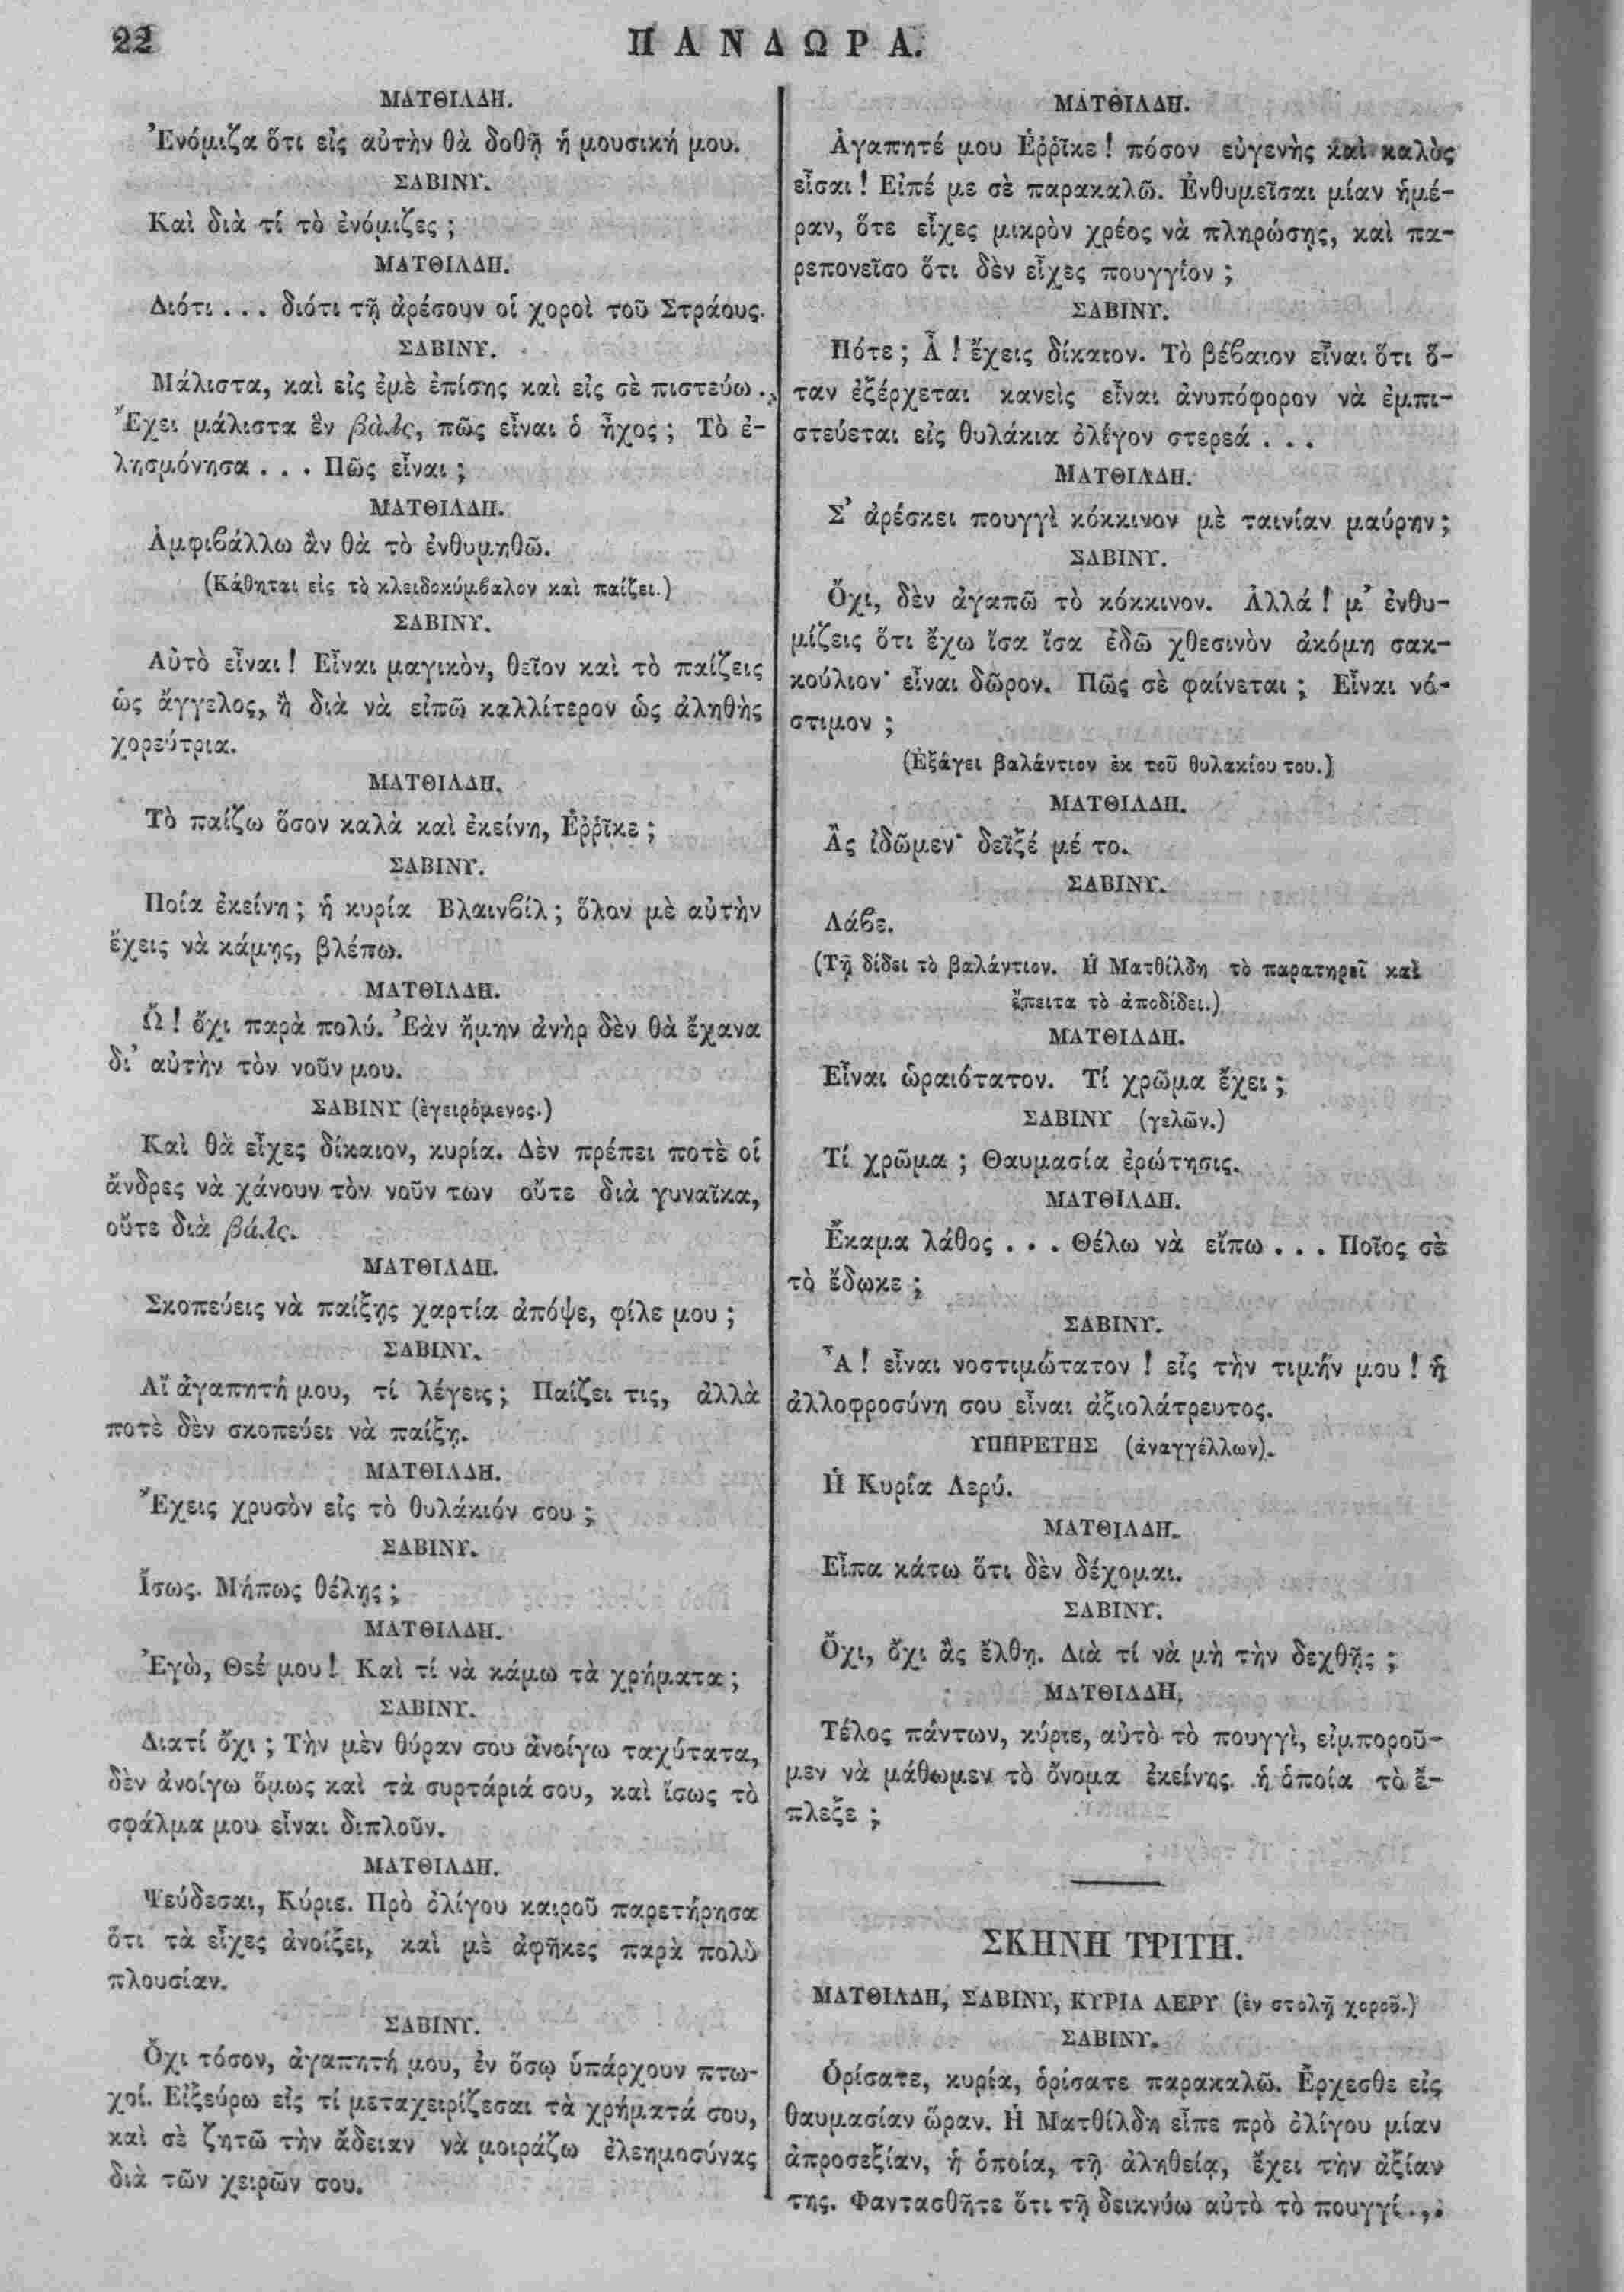 22
ΠΑΝΔΩΡΑ.
ΜΑΤΘΙΛΔΗ.
Ἐνόμιζα ὅτι εἰς αὐτὴν θὰ δοθῇ ἡ μουσική μου.
ΣΑΒΙΝΥ.
Καὶ διὰ τί τὸ ἐνόμιζες ;
ΜΑΤΘΙΛΔΗ.
Διότι . . . διότι τῇ ἀρέσουν οἱ χοροὶ τοῦ Στράους.
ΣΑΒΙΝΥ.
Μάλιστα, καὶ εἰς ἐμὲ ἐπίσης καὶ εἰς σὲ πιστεύω . .
Ἔχει μάλιστα ἓν βὰλς, πῶς εἶναι ὁ ἦχος ; Τὸ ἐ-
λησμόνησα . . . Πῶς εἶναι ;
ΜΑΤΘΙΛΔΗ.
Ἀμφιβάλλω ἂν θὰ τὸ ἐνθυμηθῶ.
(Κάθηται εἰς τὸ κλειδοκύμβαλον καὶ παίζει.)
ΣΑΒΙΝΥ.
Αὐτὸ εἶναι ! Εἶναι μαγικὸν, θεῖον καὶ τὸ παίζεις
ὡς ἄγγελος, ἢ διὰ νὰ εἰπῶ καλλίτερον ὡς ἀληθὴς
χορεύτρια.
ΜΑΤΘΙΛΔΗ.
Τὸ παίζω ὅσον καλὰ καὶ ἐκείνη, Ἑῤῥῖκε ;
ΣΑΒΙΝΥ.
Ποία ἐκείνη ; ἡ κυρία Βλαινβίλ ; ὅλον μὲ αὐτὴν
ἔχεις νὰ κάμῃς, βλέπω.
ΜΑΤΘΙΛΔΗ.
Ὢ ! ὄχι παρὰ πολύ. Ἐὰν ἤμην ἀνὴρ δὲν θὰ ἔχανα
δι᾽ αὐτὴν τὸν νοῦν μου.
ΣΑΒΙΝΥ (ἐγειρόμενος.)
Καὶ θὰ εἶχες δίκαιον, κυρία. Δὲν πρέπει ποτὲ οἱ
ἄνδρες νὰ χάνουν τὸν νοῦν των οὔτε διὰ γυναῖκα,
οὔτε διὰ βάλς.
ΜΑΤΘΙΛΔΗ.
Σκοπεύεις νὰ παίξῃς χαρτία ἀπόψε, φίλε μου ;
ΣΑΒΙΝΥ.
Αἴ ἀγαπητή μου, τί λέγεις ; Παίζει τις, ἀλλὰ
ποτὲ δὲν σκοπεύει νὰ παίξῃ.
ΜΑΤΘΙΛΔΗ.
Ἔχεις χρυσὸν εἰς τὸ θυλάκιόν σου ;
ΣΑΒΙΝΥ.
Ἴσως. Μήπως θέλῃς ;
ΜΑΤΘΙΛΔΗ.
Ἐγὼ, Θεέ μου ! Καὶ τί νὰ κάμω τὰ χρήματα ;
ΣΑΒΙΝΥ.
Διατί ὄχι ; Τὴν μὲν θύραν σου ἀνοίγω ταχύτατα,
δὲν ἀνοίγω ὅμως καὶ τὰ συρτάριά σου, καὶ ἴσως τὸ
σφάλμα μου εἶναι διπλοῦν.
ΜΑΤΘΙΛΔΗ.
Ψεύδεσαι, Κύριε. Πρὸ ὀλίγου καιροῦ παρετήρησα
ὅτι τὰ εἶχες ἀνοίξει, καὶ μὲ ἀφῆκες παρὰ πολὺ
πλουσίαν.
ΣΑΒΙΝΥ.
Ὄχι τόσον, ἀγαπητή μου, ἐν ὅσῳ ὑπάρχουν πτω-
χοί. Εἰξεύρω εἰς τί μεταχειρίζεσαι τὰ χρήματά σου,
καὶ σὲ ζητῶ τὴν ἄδειαν νὰ μοιράζω ἐλεημοσύνας
διὰ τῶν χειρῶν σου.
ΜΑΤΘΙΛΔΗ.
Ἀγαπητέ μου Ἑῤῥῖκε ! πόσον εὐγενὴς καὶ καλὸς
εἶσαι ! Εἰπέ με σὲ παρακαλῶ. Ἐνθυμεῖσαι μίαν ἡμέ-
ραν, ὅτε εἶχες μικρὸν χρέος νὰ πληρώσῃς, καὶ πα-
ρεπονεῖσο ὅτι δὲν εἶχες πουγγίον ;
ΣΑΒΙΝΥ.
Πότε ; Ἆ ! ἔχεις δίκαιον. Τὸ βέβαιον εἶναι ὅτι ὅ-
ταν ἐξέρχεται κανεὶς εἶναι ἀνυπόφορον νὰ ἐμπι-
στεύεται εἰς θυλάκια ὀλίγον στερεά . . .
ΜΑΤΘΙΛΔΗ.
Σ᾽ ἀρέσκει πουγγὶ κόκκινον μὲ ταινίαν μαύρην ;
ΣΑΒΙΝΥ.
Ὄχι, δὲν ἀγαπῶ τὸ κόκκινον. Ἀλλά ! μ᾽ ἐνθυ-
μίζεις ὅτι ἔχω ἴσα ἴσα ἐδῶ χθεσινὸν ἀκόμη σακ-
κούλιον· εἶναι δῶρον. Πῶς σὲ φαίνεται ; Εἶναι νό-
στιμον ;
(Ἐξάγει βαλάντιον ἐκ τοῦ θυλακίου του.)
ΜΑΤΘΙΛΔΗ.
Ἂς ἰδῶμεν· δεῖξέ μέ το.
ΣΑΒΙΝΥ.
Λάβε.
(Τῇ δίδει τὸ βαλάντιον. Ἡ Ματθίλδη τὸ παρατηρεῖ καὶ
ἔπειτα τὸ ἀποδίδει.)
ΜΑΤΘΙΛΔΗ.
Εἶναι ὡραιότατον. Τί χρῶμα ἔχει ;
ΣΑΒΙΝΥ (γελῶν.)
Τί χρῶμα ; Θαυμασία ἐρώτησις.
ΜΑΤΘΙΛΔΗ.
Ἔκαμα λάθος . . . Θέλω νὰ εἴπω . . . Ποῖος σὲ
τὸ ἔδωκε ;
ΣΑΒΙΝΥ.
Ἆ ! εἶναι νοστιμώτατον ! εἰς τὴν τιμήν μου ! ἡ
ἀλλοφροσύνη σου εἶναι ἀξιολάτρευτος.
ΥΠΗΡΕΤΗΣ (ἀναγγέλλων).
Ἡ Κυρία Λερύ.
ΜΑΤΘΙΛΔΗ.
Εἶπα κάτω ὅτι δὲν δέχομαι.
ΣΑΒΙΝΥ.
Ὄχι, ὄχι ἂς ἔλθῃ. Διὰ τί νὰ μὴ τὴν δεχθῇς ;
ΜΑΤΘΙΛΔΗ,
Τέλος πάντων, κύριε, αὐτὸ τὸ πουγγὶ, εἰμποροῦ-
μεν νὰ μάθωμεν τὸ ὄνομα ἐκείνης ἡ ὁποία τὸ ἔ-
πλεξε ;
ΣΚΗΝΗ ΤΡΙΤΗ.
ΜΑΤΘΙΛΔΗ, ΣΑΒΙΝΥ, ΚΥΡΙΑ ΛΕΡΥ (ἐν στολῇ χοροῦ.)
ΣΑΒΙΝΥ.
Ὁρίσατε, κυρία, ὁρίσατε παρακαλῶ. Ἔρχεσθε εἰς
θαυμασίαν ὥραν. Ἡ Ματθίλδη εἶπε πρὸ ὀλίγου μίαν
ἀπροσεξίαν, ἡ ὁποία, τῇ ἀληθείᾳ, ἔχει τὴν ἀξίαν
της. Φαντασθῆτε ὅτι τῇ δεικνύω αὐτὸ τὸ πουγγί . . .